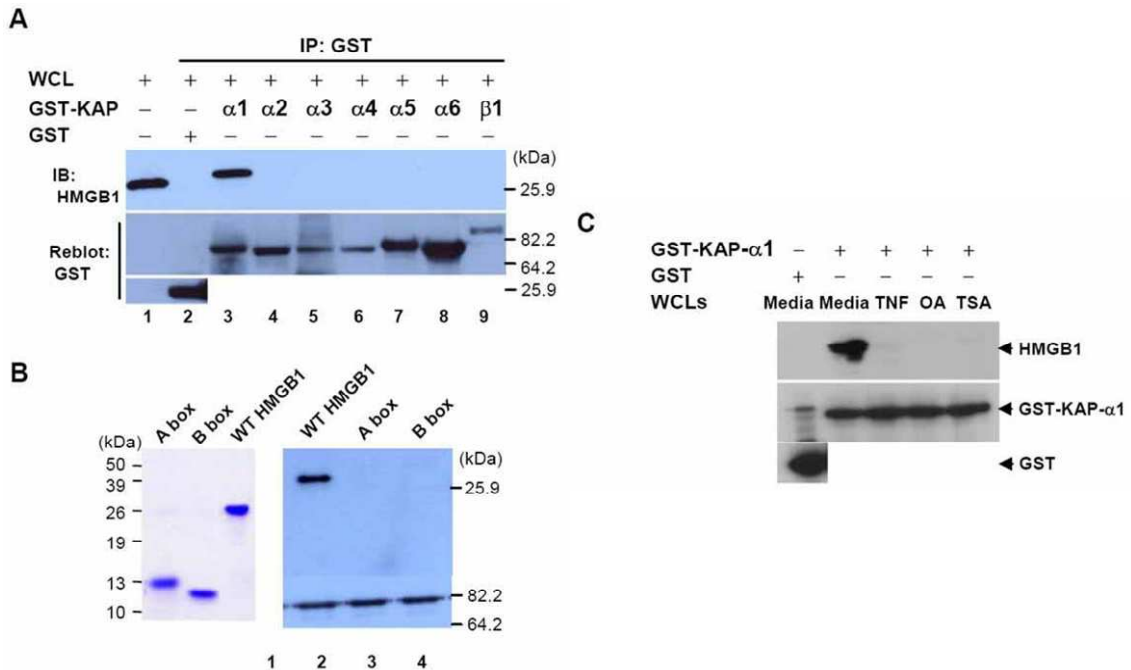 A
IP: GST
WCL + + + + + + + + +
GST-KAP − − α1 α2 α3 α4 α5 α6 β1
GST − + − − − − − − −
(kDa)
IB:
HMGB1
25.9
Reblot:
GST
82.2
64.2
25.9
1 2 3 4 5 6 7 8 9
B
A box B box WT HMGB1
(kDa)
50
39
26
19
13
10
WT HMGB1 A box B box
(kDa)
25.9
82.2
64.2
1 2 3 4
C
GST-KAP-α1 − + + + +
GST + − − − −
WCLs Media Media TNF OA TSA
HMGB1
GST-KAP-α1
GST